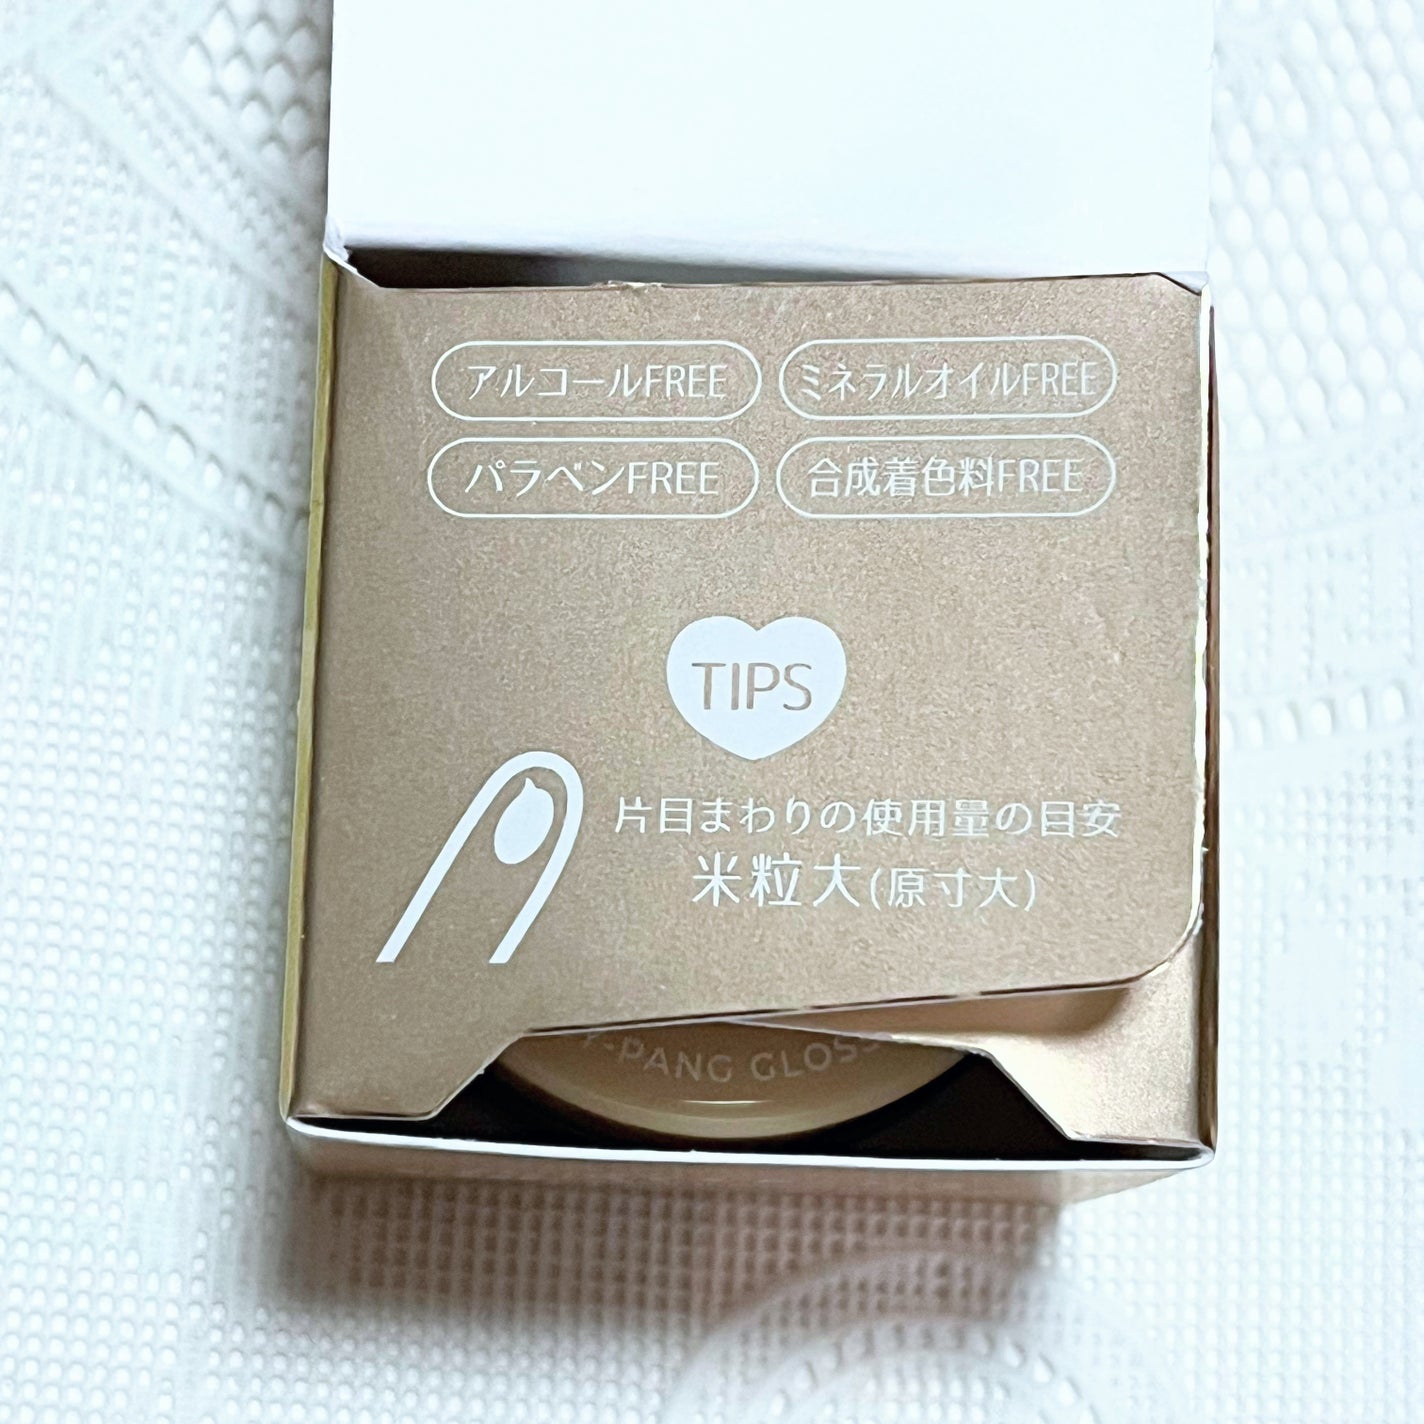 アルコールFREE ミネラルオイルFREE
パラベンFREE 合成着色料FREE
TIPS
片目まわりの使用量の目安
米粒大(原寸大)
Y-PANG GLOSS